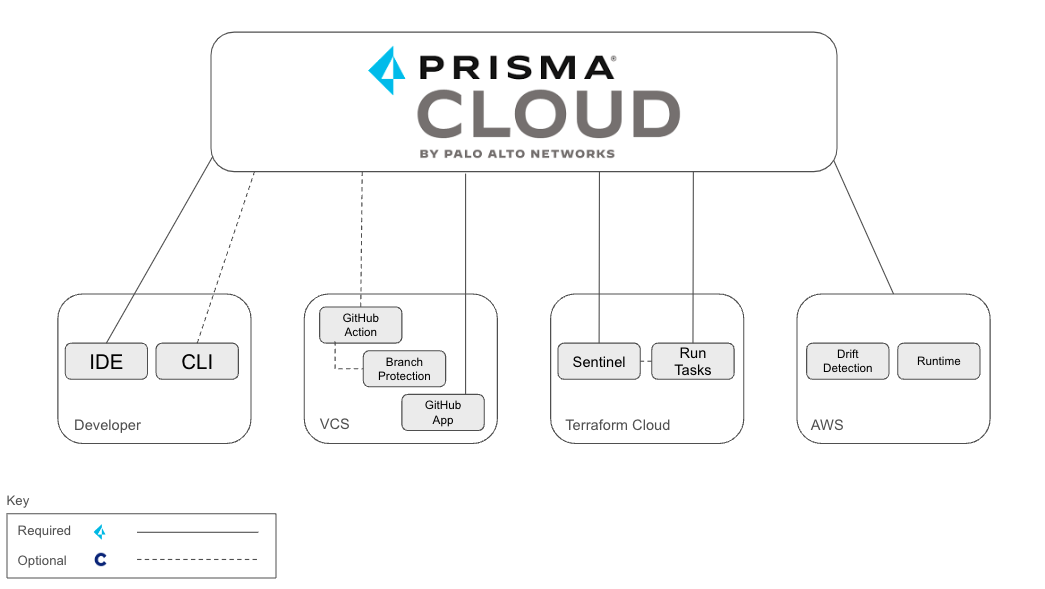 PRISMA®
CLOUD
BY PALO ALTO NETWORKS
GitHub
Action
IDE
CLI
Branch
Protection
GitHub
App
Sentinel
Run
Tasks
Drift
Detection
Runtime
Developer
VCS
Terraform Cloud
AWS
Key
Required
Optional
C